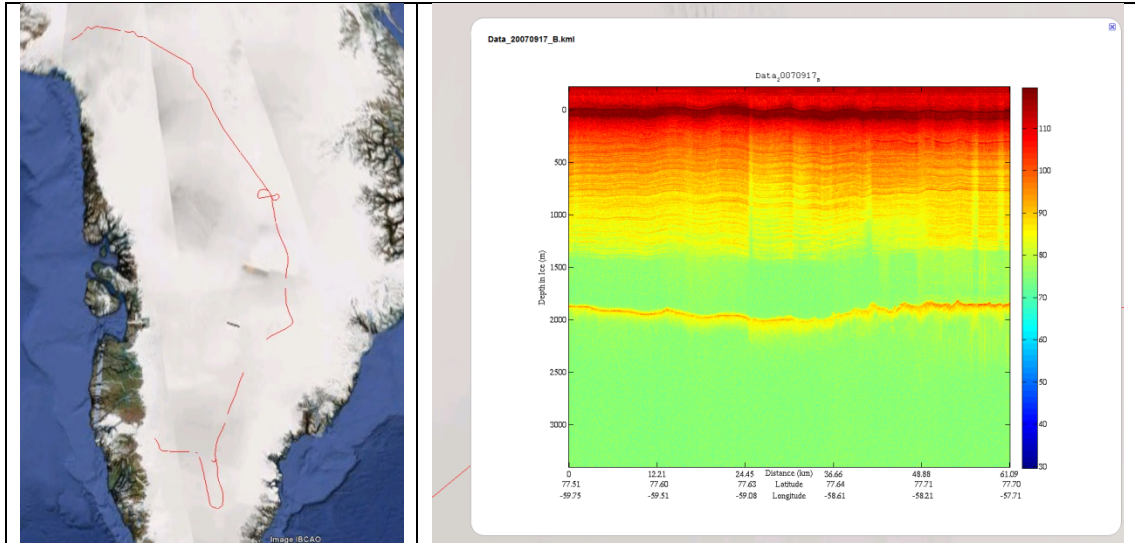 Image IBCAO
Data_20070917_B.kml
Data_20070917_B
0
500
1000
1500
2000
2500
3000
Depth in Ice (m)
110
100
90
80
70
60
50
40
30
0 12.21 24.45 Distance (km) 36.66 48.88 61.09
77.51 77.60 77.63 Latitude 77.64 77.71 77.70
-59.75 -59.51 -59.08 Longitude -58.61 -58.21 -57.71